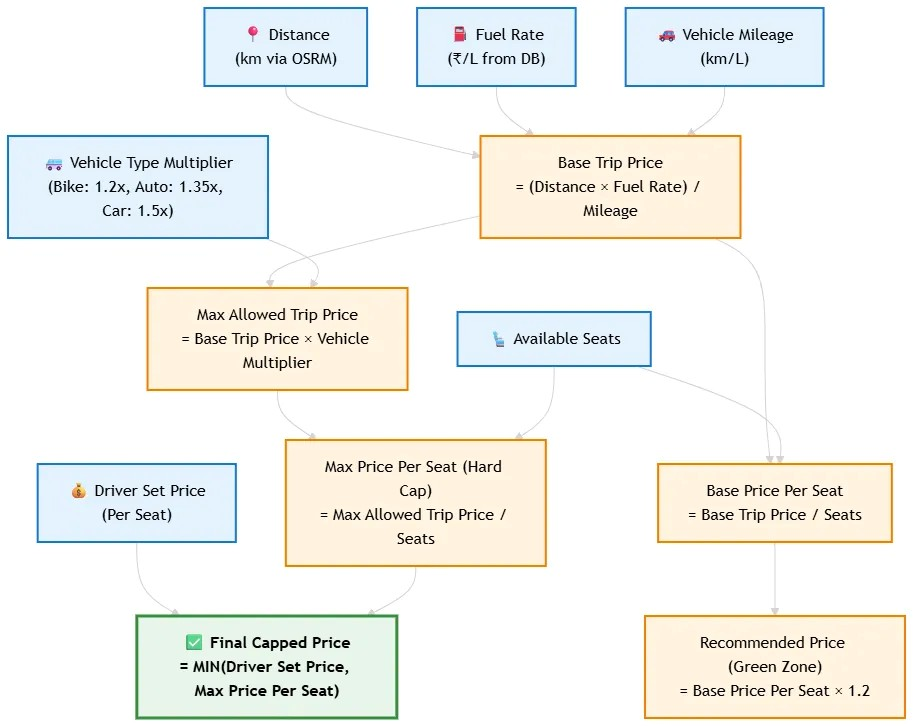 📍 Distance
(km via OSRM)
⛽ Fuel Rate
(₹/L from DB)
🚗 Vehicle Mileage
(km/L)
🚐 Vehicle Type Multiplier
(Bike: 1.2x, Auto: 1.35x,
Car: 1.5x)
Base Trip Price
= (Distance × Fuel Rate) /
Mileage
Max Allowed Trip Price
= Base Trip Price × Vehicle
Multiplier
💺 Available Seats
💰 Driver Set Price
(Per Seat)
Max Price Per Seat (Hard
Cap)
= Max Allowed Trip Price /
Seats
Base Price Per Seat
= Base Trip Price / Seats
✅ Final Capped Price
= MIN(Driver Set Price,
Max Price Per Seat)
Recommended Price
(Green Zone)
= Base Price Per Seat × 1.2